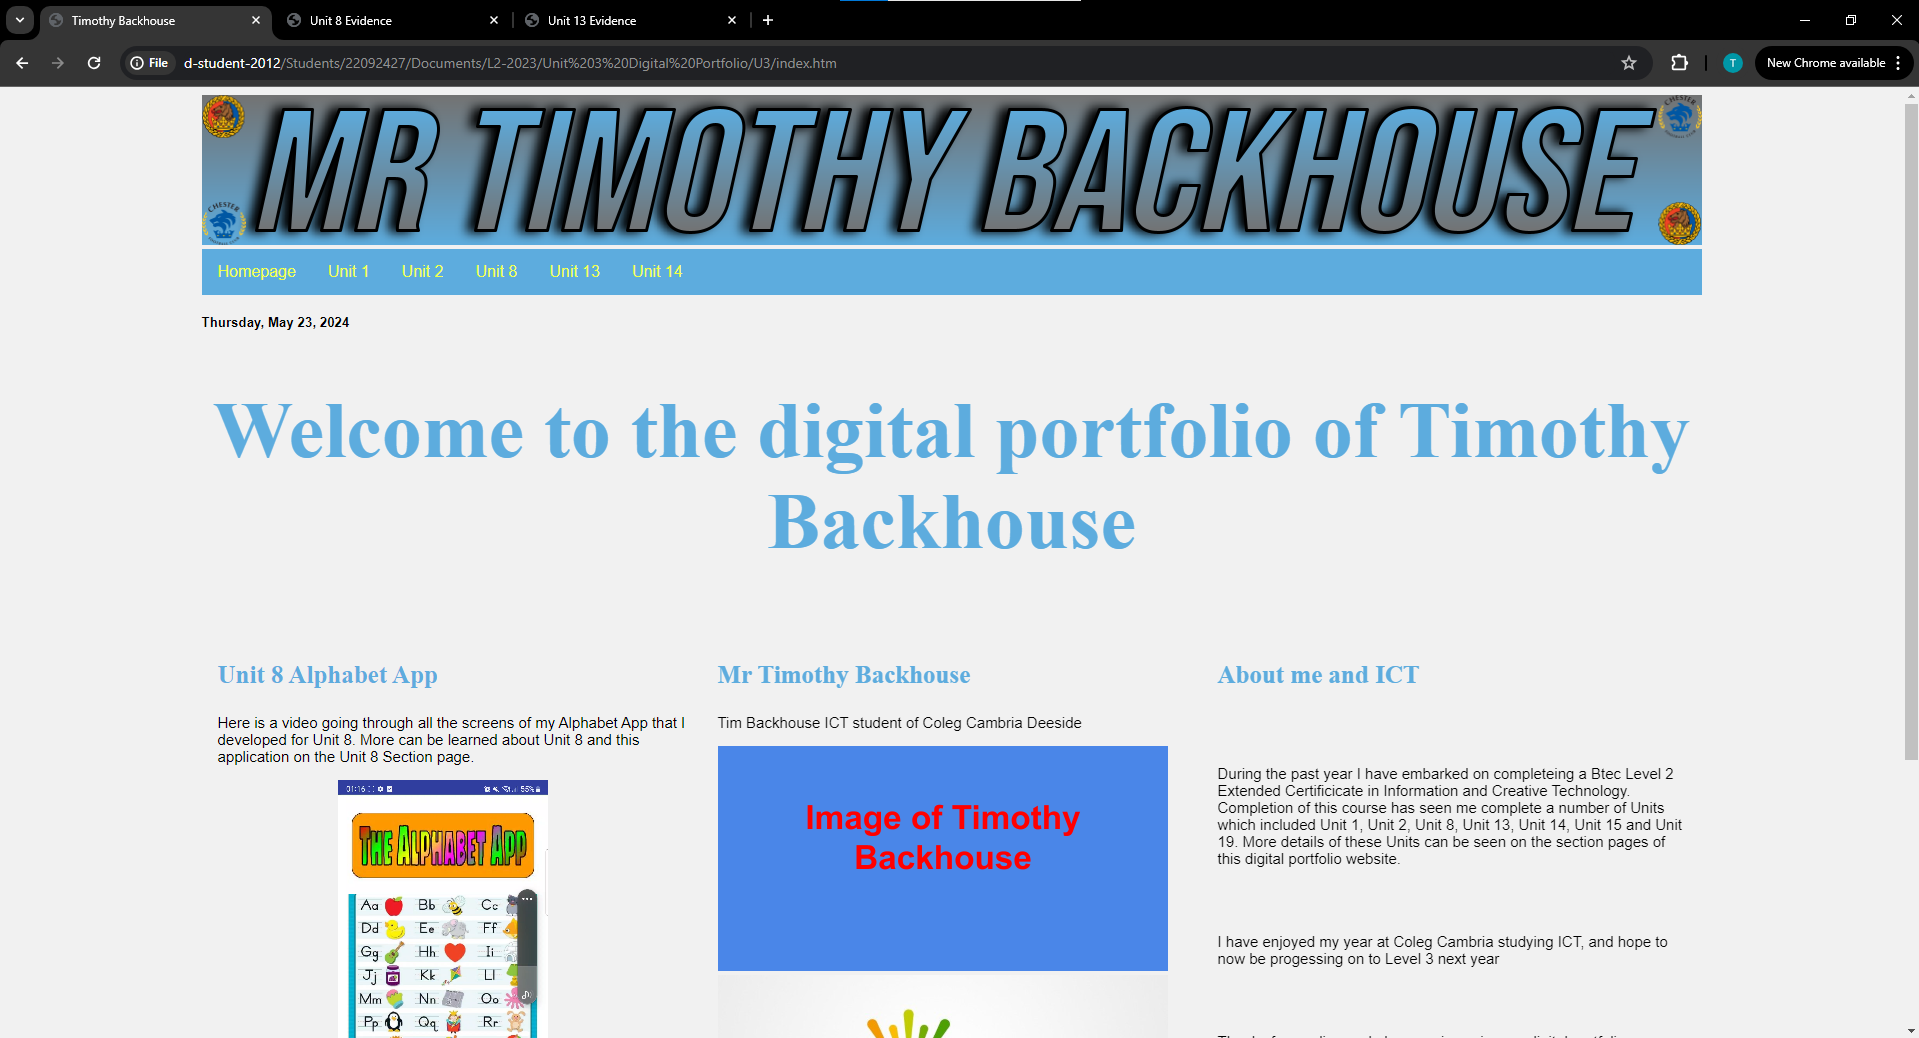 Timothy Backhouse
Unit 8 Evidence
Unit 13 Evidence
File
d-student-2012/Students/22092427/Documents/L2-2023/Unit%203%20Digital%20Portfolio/U3/index.htm
T
New Chrome available
MR TIMOTHY BACKHOUSE
CHESTER
CHESTER
Homepage Unit 1 Unit 2 Unit 8 Unit 13 Unit 14
Thursday, May 23, 2024
Welcome to the digital portfolio of Timothy
Backhouse
Unit 8 Alphabet App
Here is a video going through all the screens of my Alphabet App that I
developed for Unit 8. More can be learned about Unit 8 and this
application on the Unit 8 Section page.
01:16
55%
THE ALPHABET APP
Aa Bb Cc
Dd Ee Ff
Gg Hh Ii
Jj Kk Ll
Mm Nn Oo
Pp Qq Rr
Mr Timothy Backhouse
Tim Backhouse ICT student of Coleg Cambria Deeside
Image of Timothy
Backhouse
About me and ICT
During the past year I have embarked on completeing a Btec Level 2
Extended Certificicate in Information and Creative Technology.
Completion of this course has seen me complete a number of Units
which included Unit 1, Unit 2, Unit 8, Unit 13, Unit 14, Unit 15 and Unit
19. More details of these Units can be seen on the section pages of
this digital portfolio website.
I have enjoyed my year at Coleg Cambria studying ICT, and hope to
now be progessing on to Level 3 next year